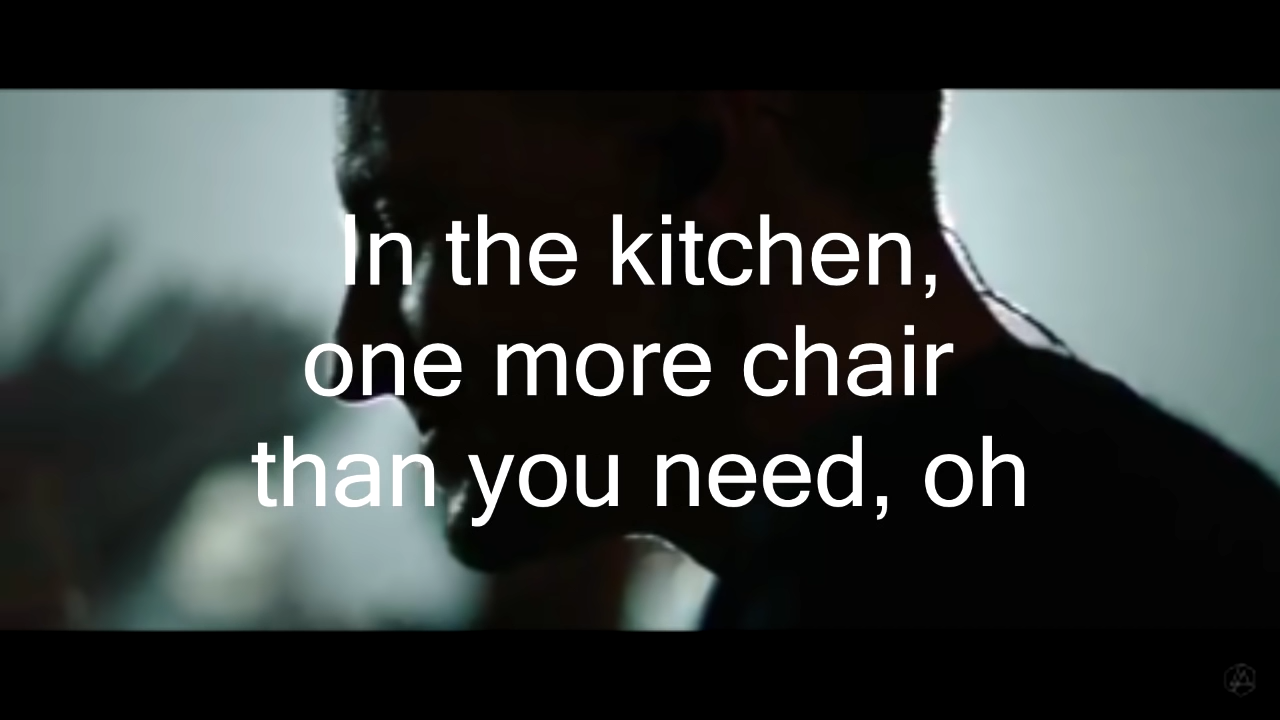 In the kitchen,
one more chair
than you need, oh